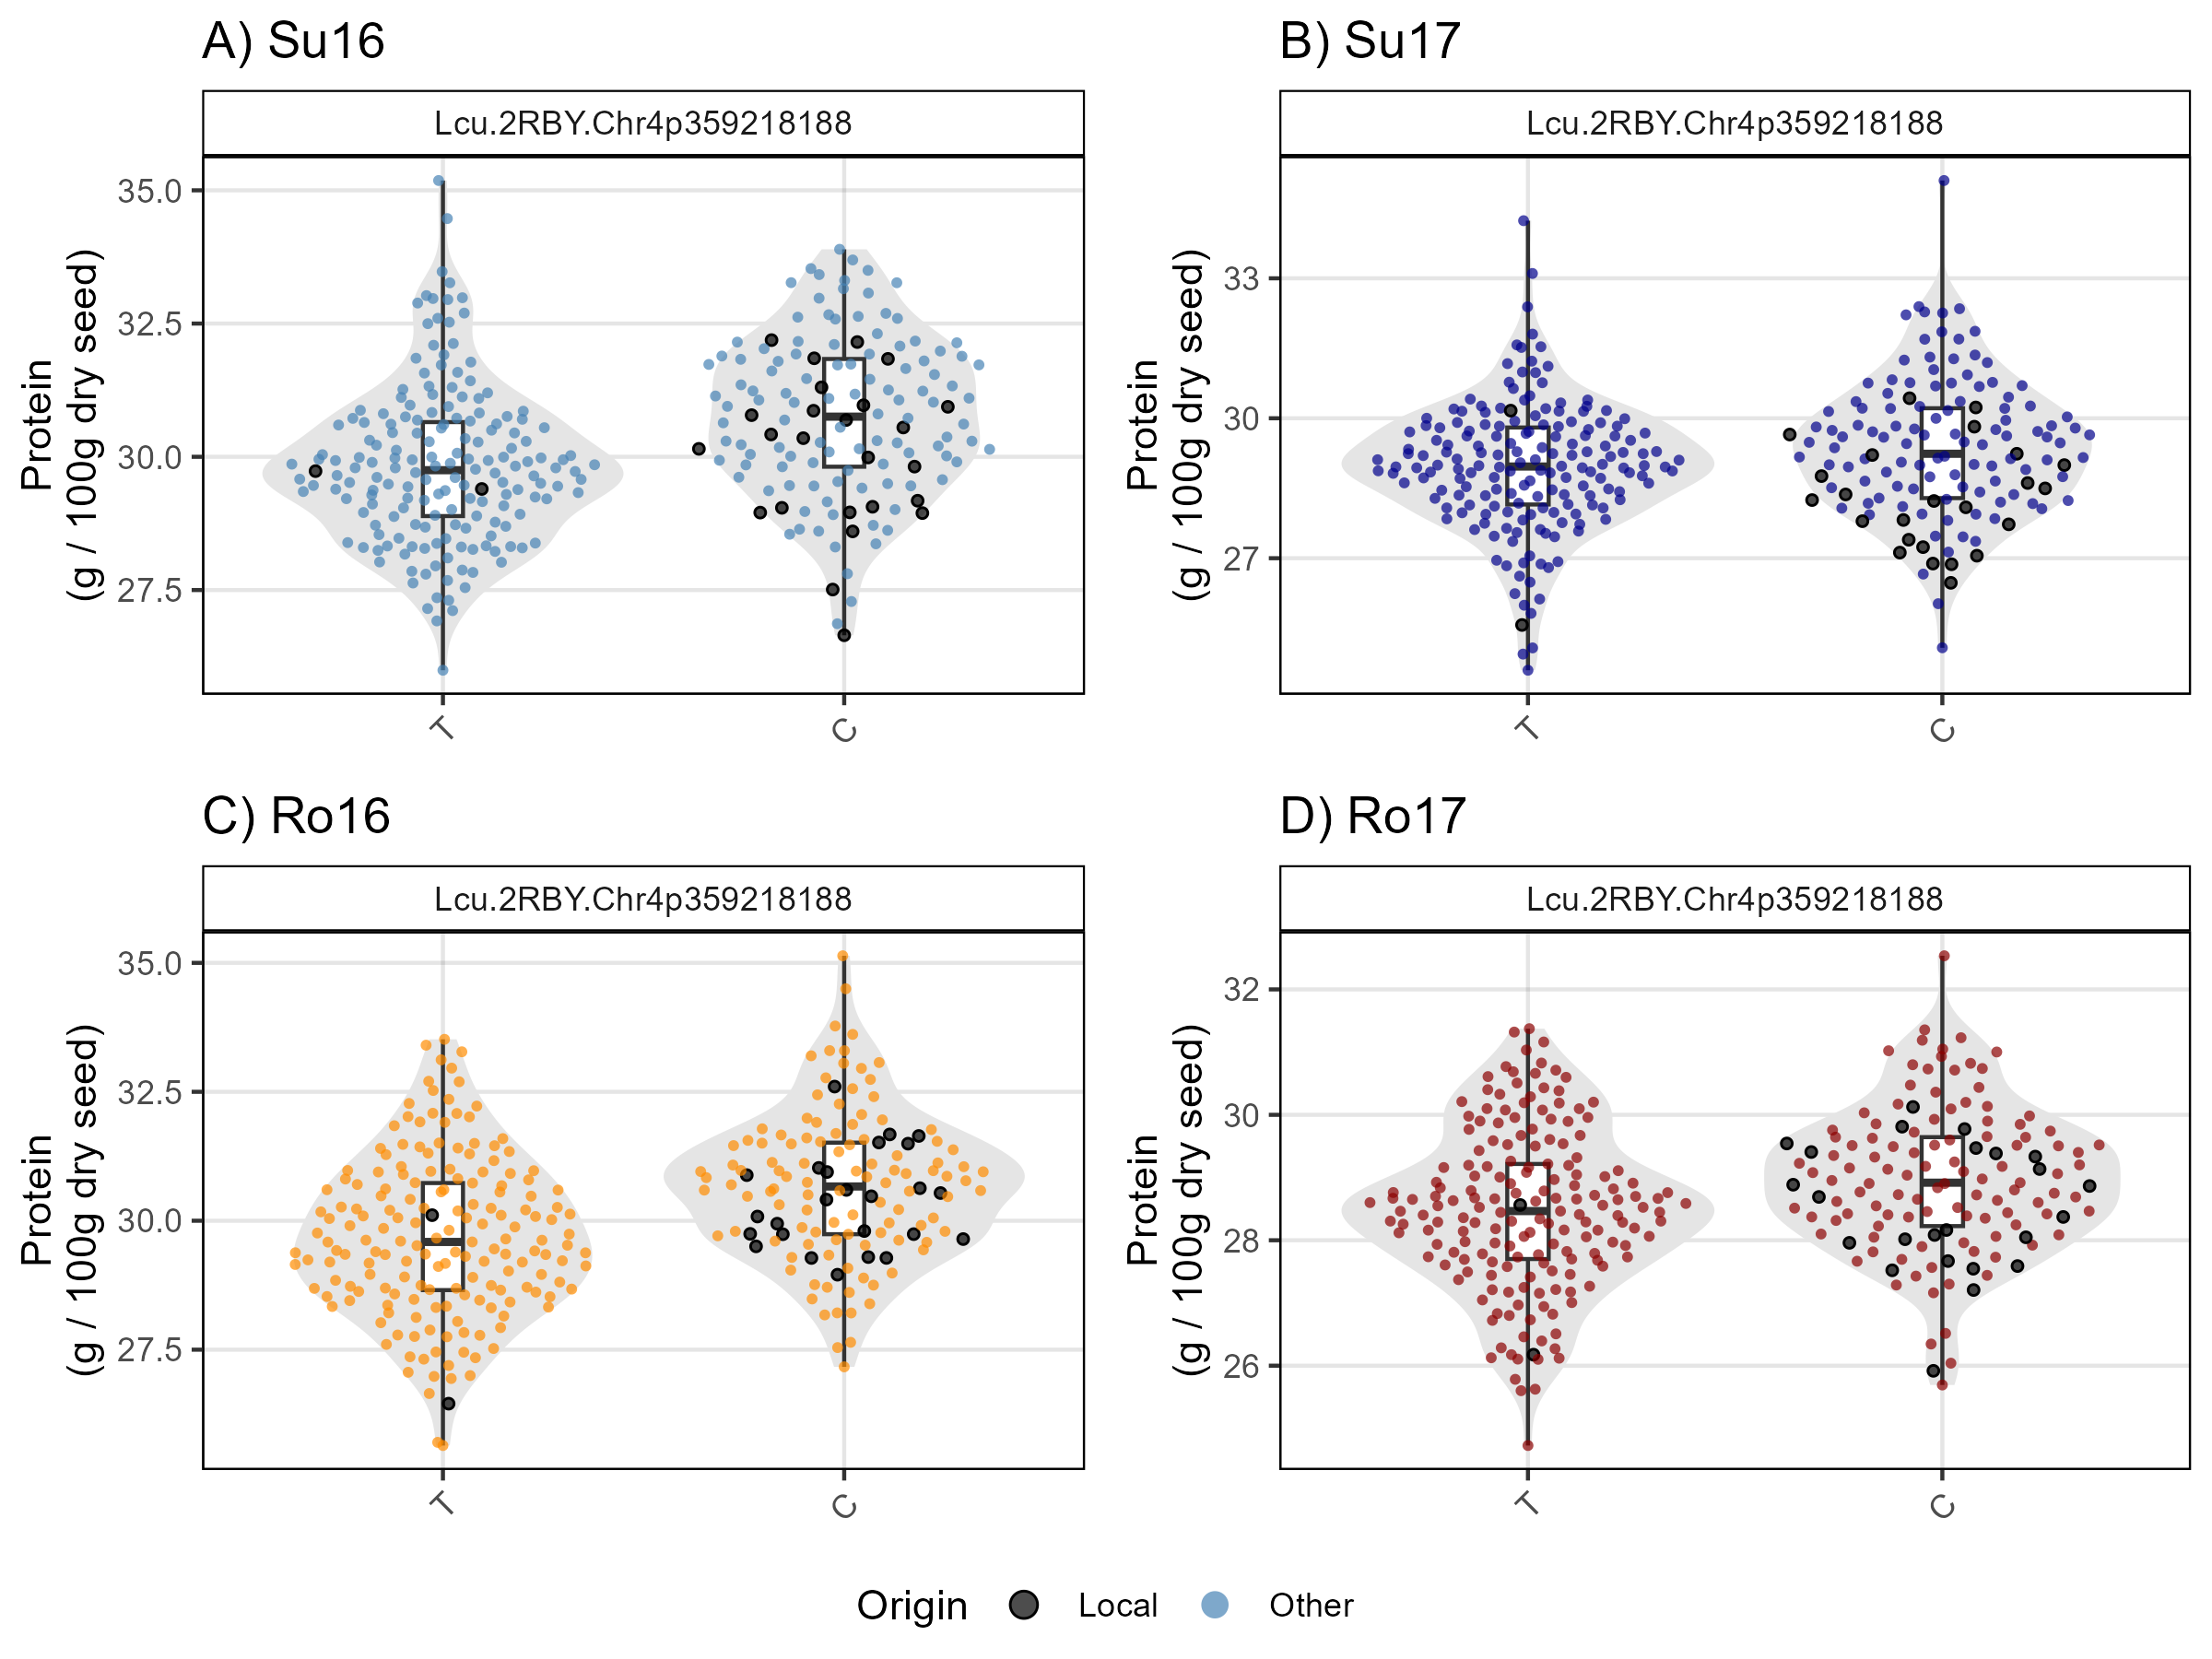 A) Su16
Lcu.2RBY.Chr4p359218188
Protein
(g / 100g dry seed)
35.0
32.5
30.0
27.5
T
C
B) Su17
Lcu.2RBY.Chr4p359218188
Protein
(g / 100g dry seed)
33
30
27
T
C
C) Ro16
Lcu.2RBY.Chr4p359218188
Protein
(g / 100g dry seed)
35.0
32.5
30.0
27.5
T
C
D) Ro17
Lcu.2RBY.Chr4p359218188
Protein
(g / 100g dry seed)
32
30
28
26
T
C
Origin Local Other